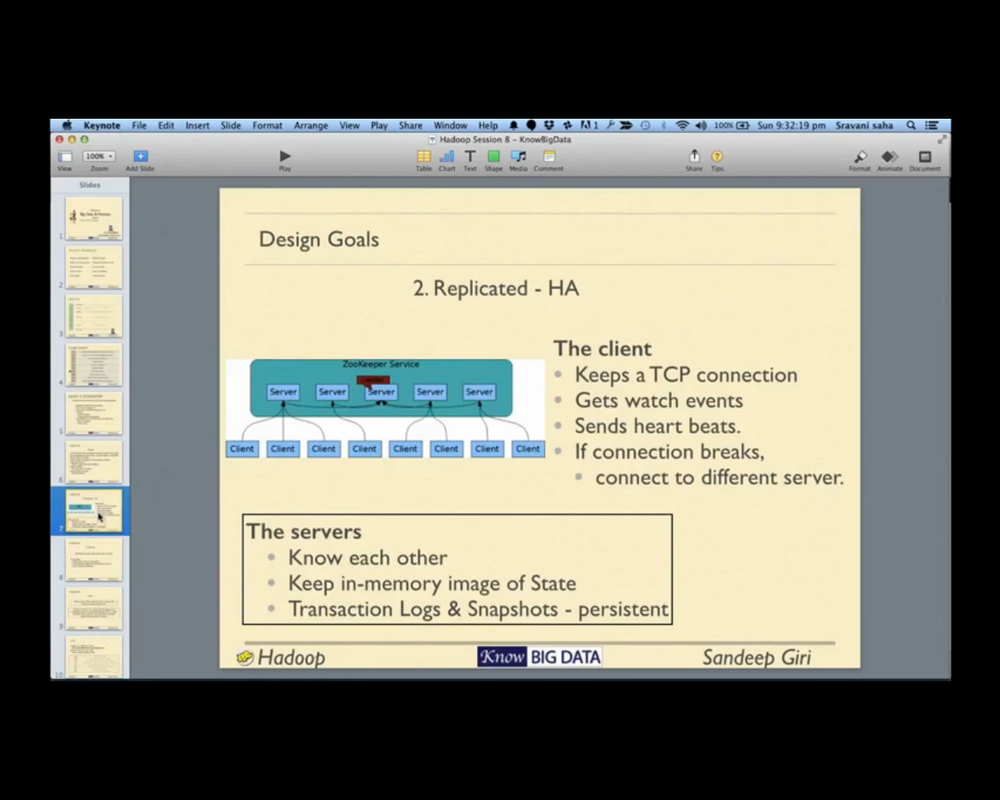 Keynote File Edit Insert Slide Format Arrange View Play Share Window Help 1 100% Sun 9:32:19 pm Sravani saha
Hadoop Session 8 - KnowBigData
100%
View Zoom Add Slide Play Table Chart Text Shape Media Comment Share Tips Format Animate Document
Slides
1
2
3
4
5
6
7
8
9
10
Design Goals
2. Replicated - HA
ZooKeeper Service
Server Server Server Server Server
Client Client Client Client Client Client Client Client
The client
Keeps a TCP connection
Gets watch events
Sends heart beats.
If connection breaks,
connect to different server.
The servers
Know each other
Keep in-memory image of State
Transaction Logs & Snapshots - persistent
Hadoop Know BIG DATA Sandeep Giri